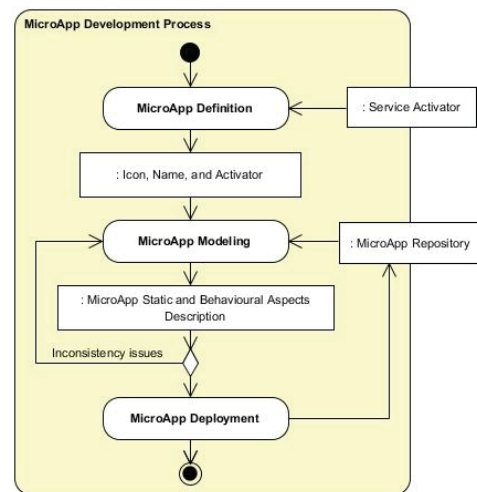 MicroApp Development Process
MicroApp Definition
: Service Activator
: Icon, Name, and Activator
MicroApp Modeling
: MicroApp Repository
: MicroApp Static and Behavioural Aspects
Description
Inconsistency issues
MicroApp Deployment